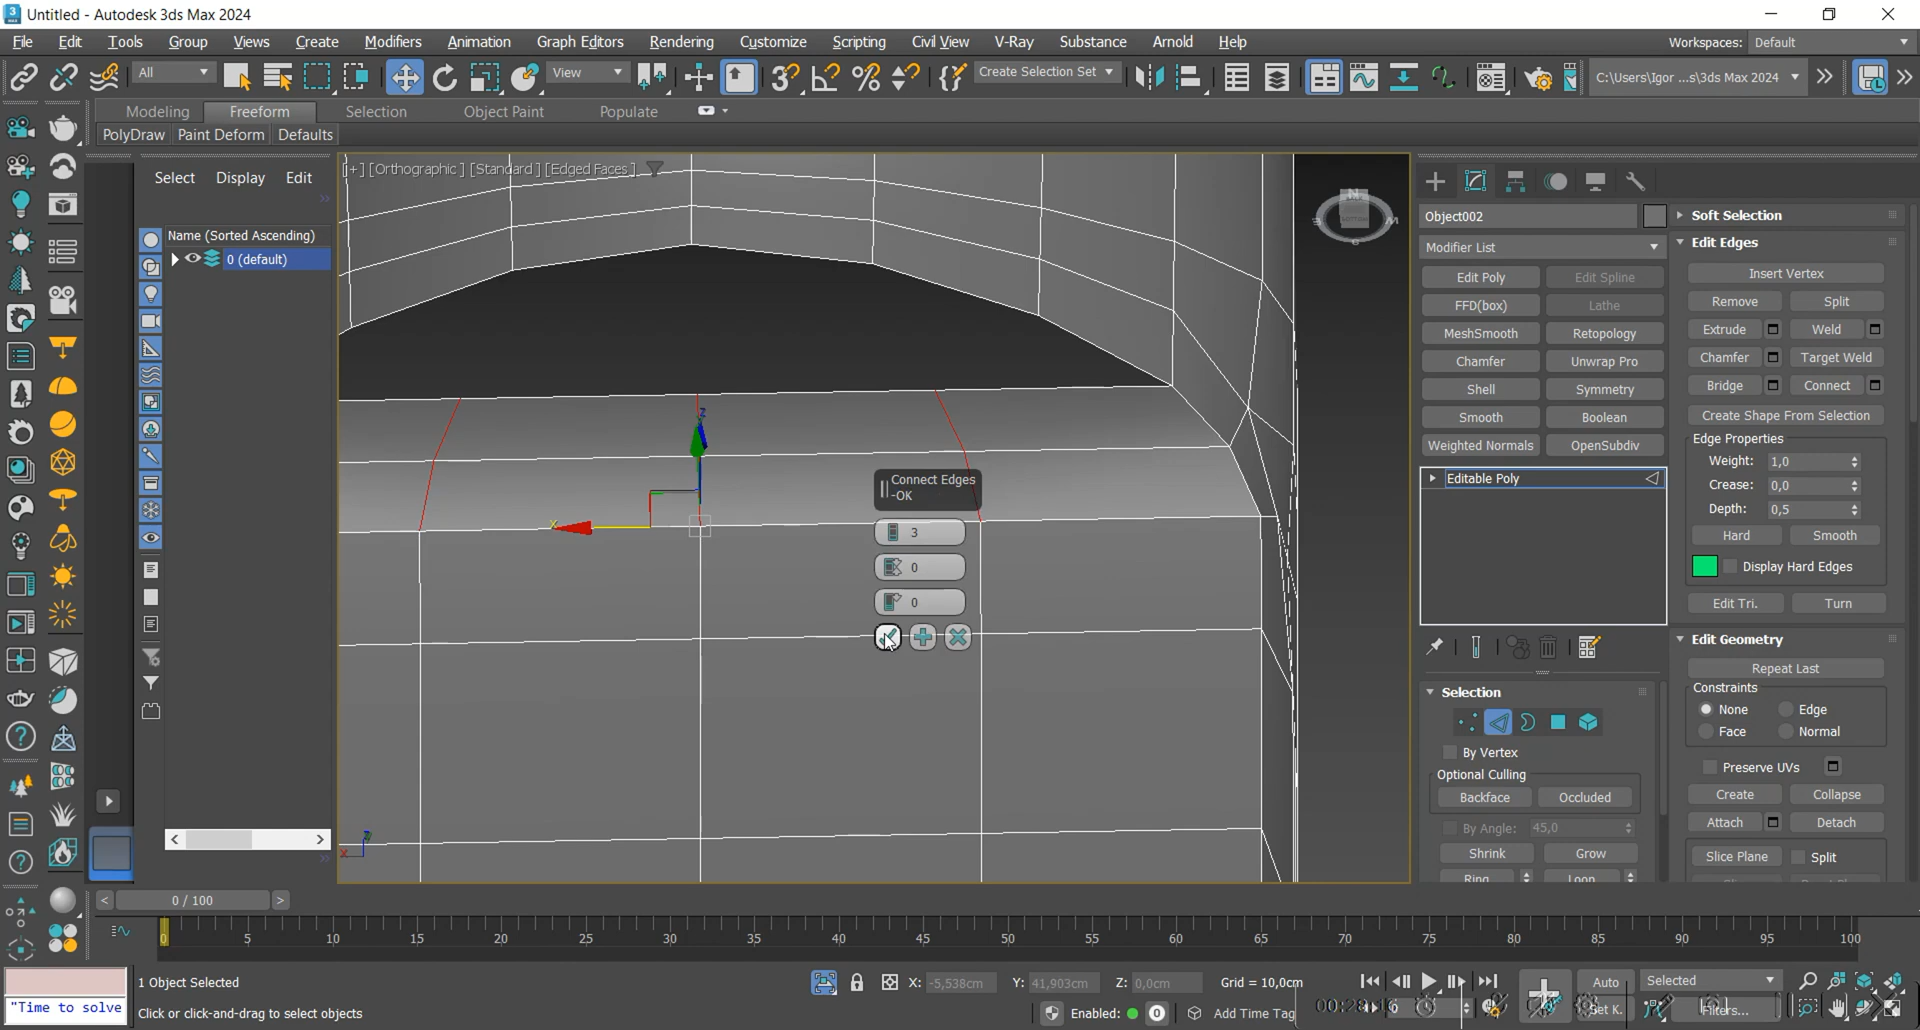 Untitled - Autodesk 3ds Max 2024
File Edit Tools Group Views Create Modifiers Animation Graph Editors Rendering Customize Scripting Civil View V-Ray Substance Arnold Help
Workspaces: Default
All
View
Create Selection Set
C:\Users\Igor ...s\3ds Max 2024
Modeling Freeform Selection Object Paint Populate
PolyDraw Paint Deform Defaults
Select Display Edit
Name (Sorted Ascending)
0 (default)
[+] [Orthographic] [Standard] [Edged Faces]
Connect Edges
-OK
3
0
0
Object002
Modifier List
Edit Poly Edit Spline
FFD(box) Lathe
MeshSmooth Retopology
Chamfer Unwrap Pro
Shell Symmetry
Smooth Boolean
Weighted Normals OpenSubdiv
Editable Poly
Selection
By Vertex
Optional Culling
Backface Occluded
By Angle: 45,0
Shrink Grow
Ring Loop
Soft Selection
Edit Edges
Insert Vertex
Remove Split
Extrude Weld
Chamfer Target Weld
Bridge Connect
Create Shape From Selection
Edge Properties
Weight: 1,0
Crease: 0,0
Depth: 0,5
Hard Smooth
Display Hard Edges
Edit Tri. Turn
Edit Geometry
Repeat Last
Constraints
None Edge
Face Normal
Preserve UVs
Create Collapse
Attach Detach
Slice Plane Split
0 / 100
0 5 10 15 20 25 30 35 40 45 50 55 60 65 70 75 80 85 90 95 100
1 Object Selected
X: -5,538cm Y: 41,903cm Z: 0,0cm Grid = 10,0cm
Auto Selected
"Time to solve
Click or click-and-drag to select objects
Enabled: 0 Add Time Tag
Filters...